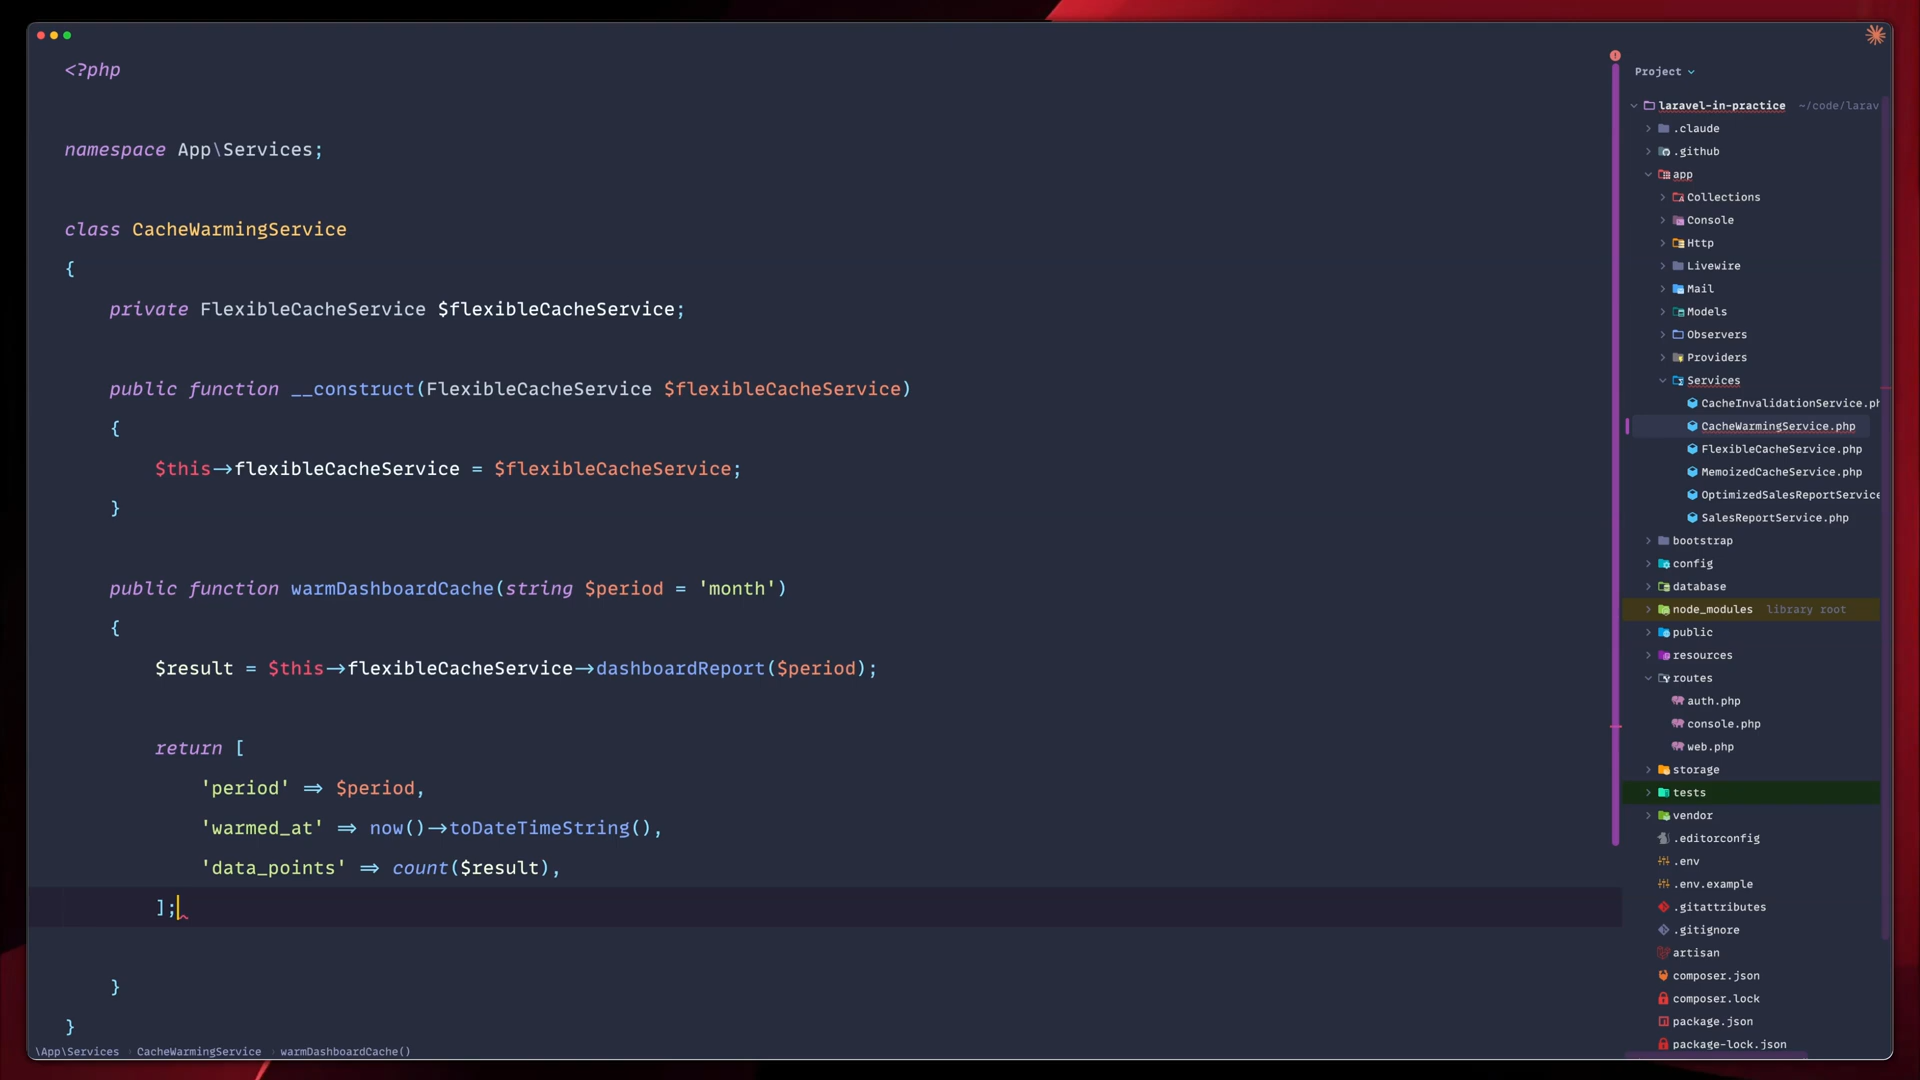 <?php
namespace App\Services;
class CacheWarmingService
{
private FlexibleCacheService $flexibleCacheService;
public function __construct(FlexibleCacheService $flexibleCacheService)
{
$this->flexibleCacheService = $flexibleCacheService;
}
public function warmDashboardCache(string $period = 'month')
{
$result = $this->flexibleCacheService->dashboardReport($period);
return [
'period' => $period,
'warmed_at' => now()->toDateTimeString(),
'data_points' => count($result),
];
}
}
\App\Services › CacheWarmingService › warmDashboardCache()
Project
laravel-in-practice ~/code/larav
.claude
.github
app
Collections
Console
Http
Livewire
Mail
Models
Observers
Providers
Services
CacheInvalidationService.ph
CacheWarmingService.php
FlexibleCacheService.php
MemoizedCacheService.php
OptimizedSalesReportService
SalesReportService.php
bootstrap
config
database
node_modules library root
public
resources
routes
auth.php
console.php
web.php
storage
tests
vendor
.editorconfig
.env
.env.example
.gitattributes
.gitignore
artisan
composer.json
composer.lock
package.json
package-lock.json